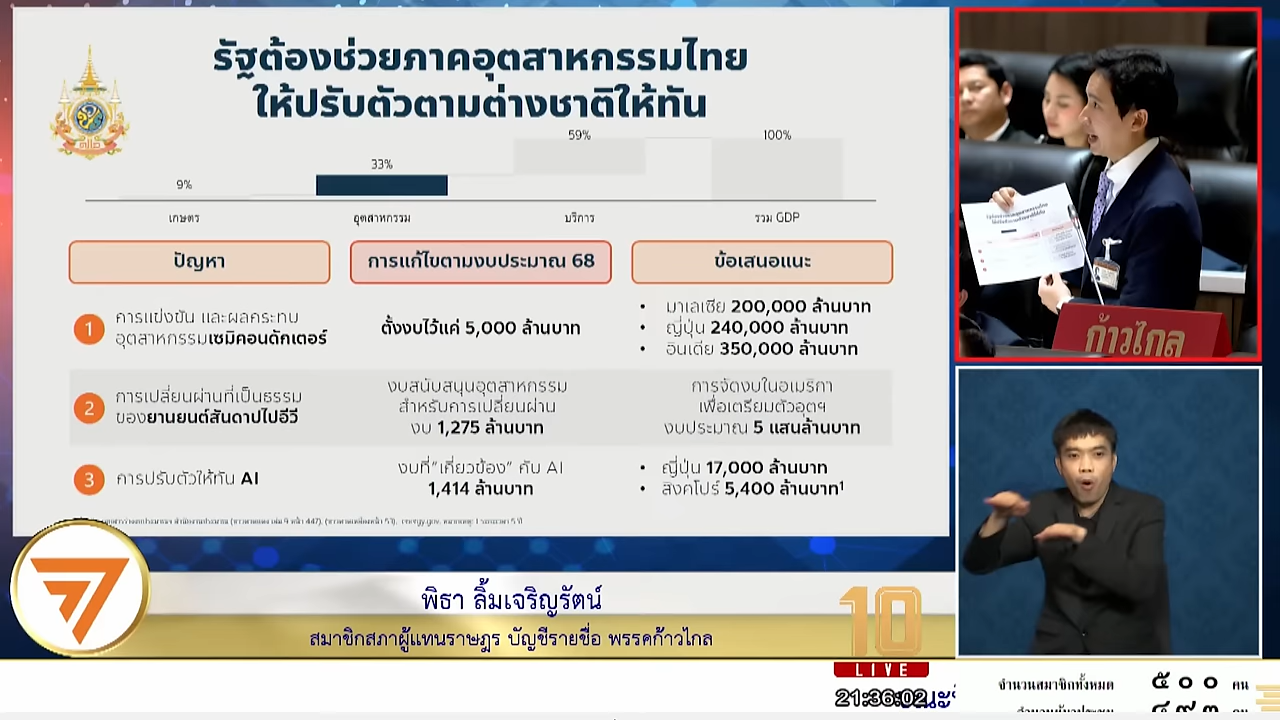 รัฐต้องช่วยภาคอุตสาหกรรมไทย
ให้ปรับตัวตามต่างชาติให้ทัน
9%
33%
59%
100%
เกษตร
อุตสาหกรรม
บริการ
รวม GDP
ปัญหา
การแก้ไขตามงบประมาณ 68
ข้อเสนอแนะ
1
การแข่งขัน และผลกระทบ
อุตสาหกรรมเซมิคอนดักเตอร์
ตั้งงบไว้แค่ 5,000 ล้านบาท
• มาเลเซีย 200,000 ล้านบาท
• ญี่ปุ่น 240,000 ล้านบาท
• อินเดีย 350,000 ล้านบาท
2
การเปลี่ยนผ่านที่เป็นธรรม
ของยานยนต์สันดาปไปอีวี
งบสนับสนุนอุตสาหกรรม
สำหรับการเปลี่ยนผ่าน
งบ 1,275 ล้านบาท
การจัดงบในอเมริกา
เพื่อเตรียมตัวอุตฯ
งบประมาณ 5 แสนล้านบาท
3
การปรับตัวให้ทัน AI
งบที่"เกี่ยวข้อง" กับ AI
1,414 ล้านบาท
• ญี่ปุ่น 17,000 ล้านบาท
• สิงคโปร์ 5,400 ล้านบาท¹
ก้าวไกล
พิธา ลิ้มเจริญรัตน์
สมาชิกสภาผู้แทนราษฎร บัญชีรายชื่อ พรรคก้าวไกล
10
LIVE
21:36:02
จำนวนสมาชิกทั้งหมด ๕๐๐ คน